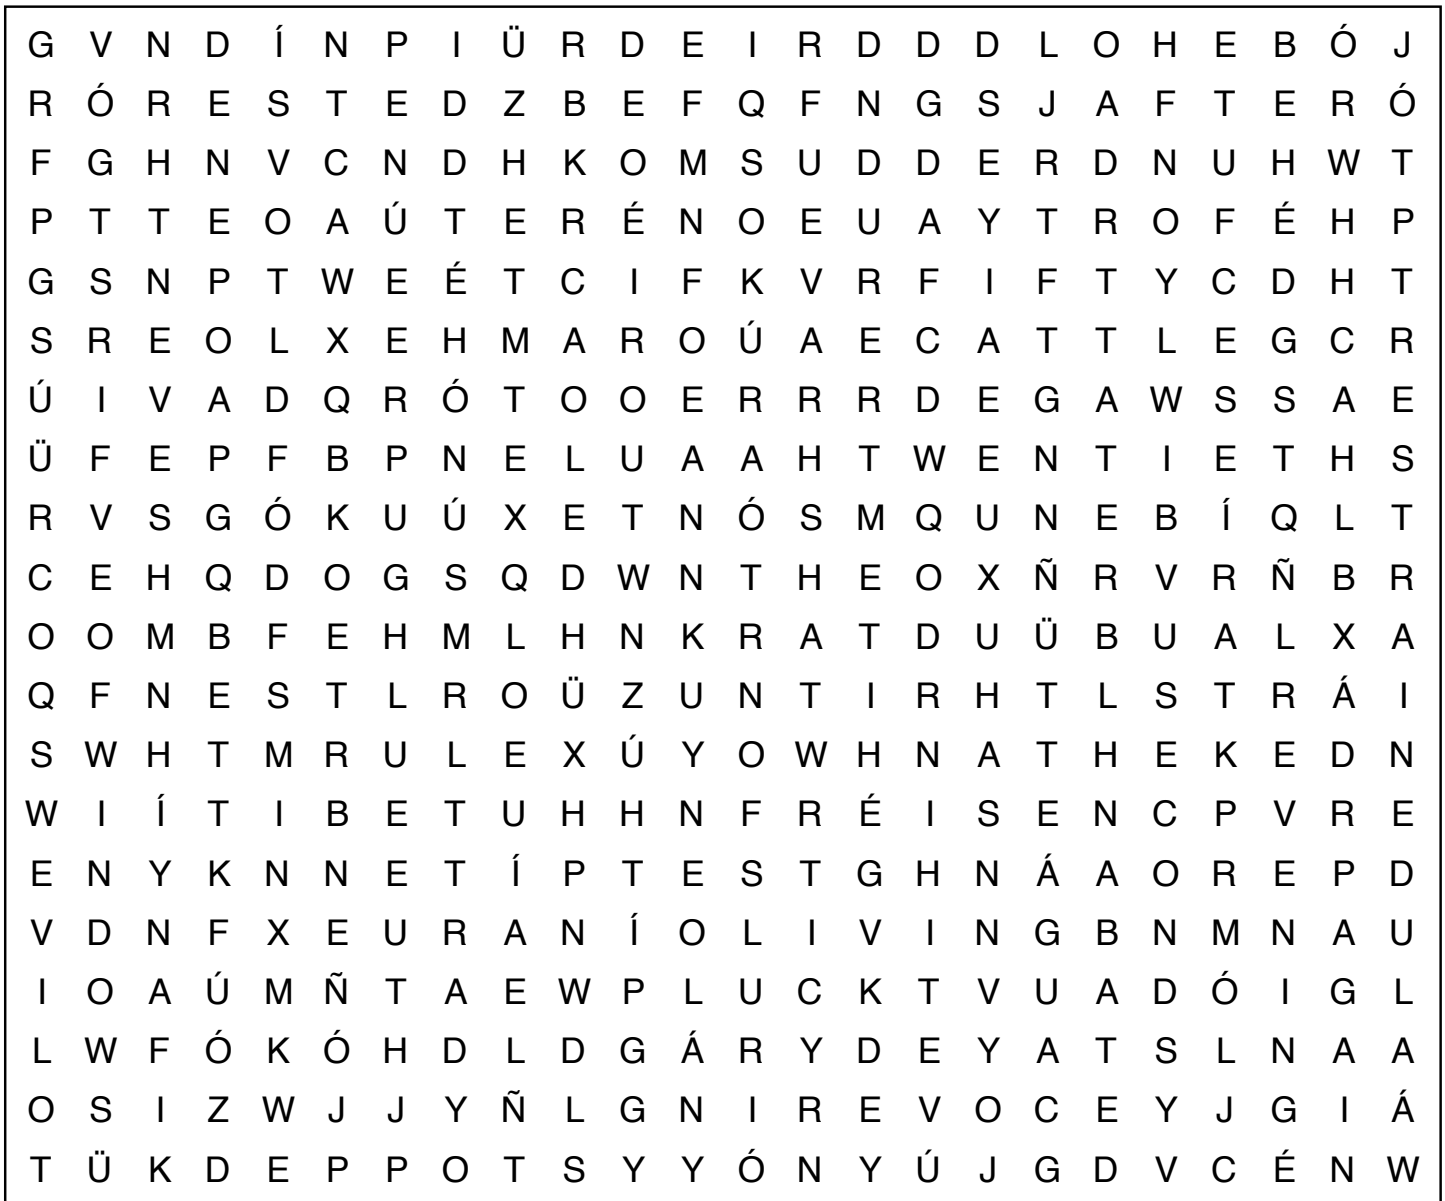 G V N D Í N P I Ü R D E I R D D D L O H E B Ó J
R Ó R E S T E D Z B E F Q F N G S J A F T E R Ó
F G H N V C N D H K O M S U D D E R D N U H W T
P T T E O A Ú T E R É N O E U A Y T R O F É H P
G S N P T W E É T C I F K V R F I F T Y C D H T
S R E O L X E H M A R O Ú A E C A T T L E G C R
Ú I V A D Q R Ó T O O E R R R D E G A W S S A E
Ü F E P F B P N E L U A A H T W E N T I E T H S
R V S G Ó K U Ú X E T N Ó S M Q U N E B Í Q L T
C E H Q D O G S Q D W N T H E O X Ñ R V R Ñ B R
O O M B F E H M L H N K R A T D U Ü B U A L X A
Q F N E S T L R O Ü Z U N T I R H T L S T R Á I
S W H T M R U L E X Ú Y O W H N A T H E K E D N
W I Í T I B E T U H H N F R É I S E N C P V R E
E N Y K N N E T Í P T E S T G H N Á A O R E P D
V D N F X E U R A N Í O L I V I N G B N M N A U
I O A Ú M Ñ T A E W P L U C K T V U A D Ó I G L
L W F Ó K Ó H D L D G Á R Y D E Y A T S L N A A
O S I Z W J J Y Ñ L G N I R E V O C E Y J G I Á
T Ü K D E P P O T S Y Y Ó N Y Ú J G D V C É N W